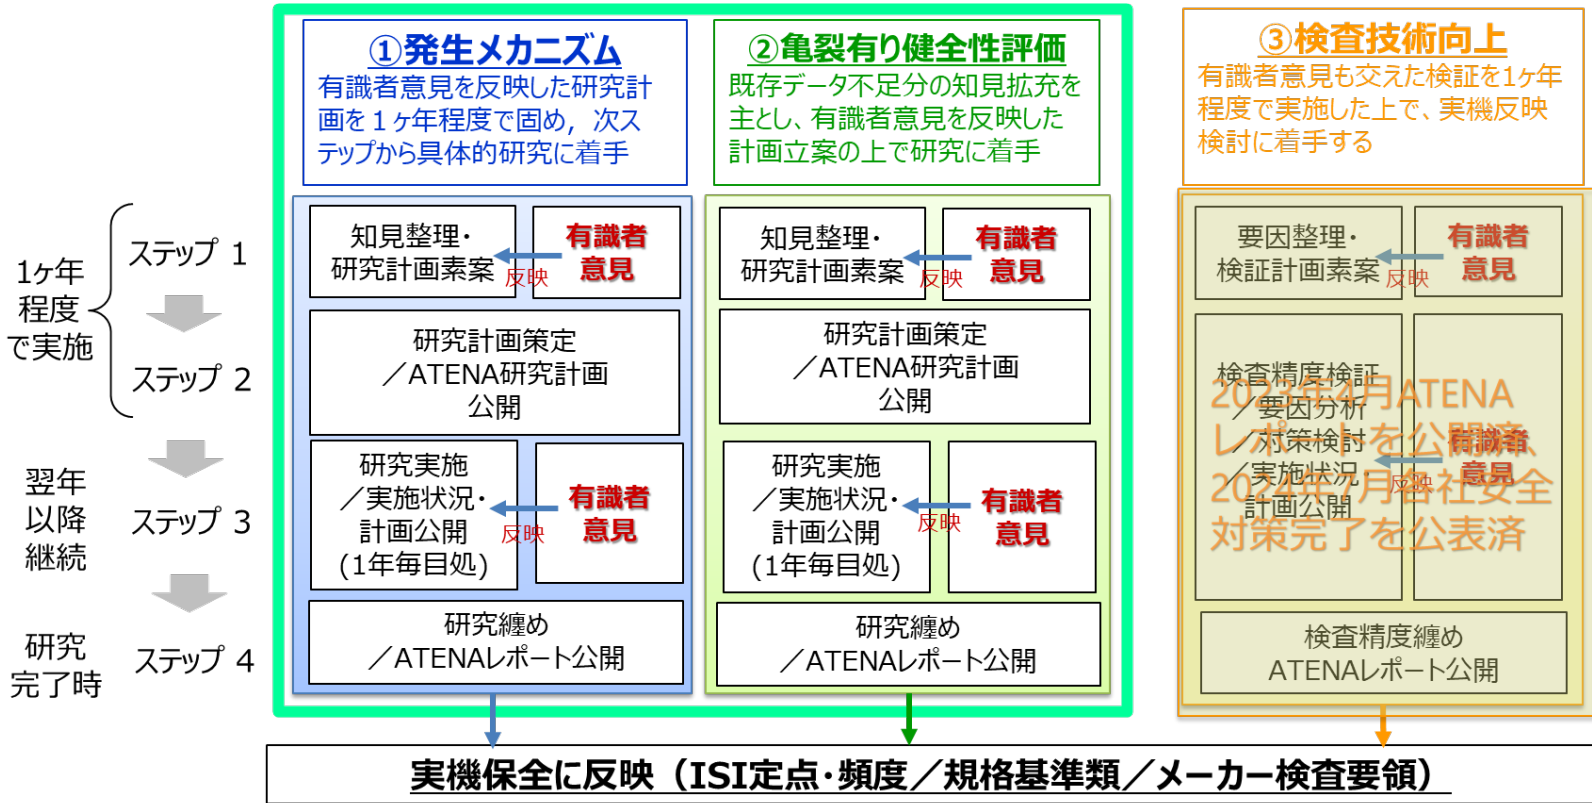 ①発生メカニズム
有識者意見を反映した研究計
画を１ヶ年程度で固め，次ス
テップから具体的研究に着手
②亀裂有り健全性評価
既存データ不足分の知見拡充を
主とし、有識者意見を反映した
計画立案の上で研究に着手
③検査技術向上
有識者意見も交えた検証を1ヶ年
程度で実施した上で、実機反映
検討に着手する
1ヶ年
程度
で実施
翌年
以降
継続
研究
完了時
ステップ 1
ステップ 2
ステップ 3
ステップ 4
知見整理・
研究計画素案
反映
有識者
意見
研究計画策定
／ATENA研究計画
公開
研究実施
／実施状況・
計画公開
(1年毎目処)
反映
有識者
意見
研究纏め
／ATENAレポート公開
知見整理・
研究計画素案
反映
有識者
意見
研究計画策定
／ATENA研究計画
公開
研究実施
／実施状況・
計画公開
(1年毎目処)
反映
有識者
意見
研究纏め
／ATENAレポート公開
要因整理・
検証計画素案
反映
有識者
意見
検査精度検証
／要因分析
／対策検討
／実施状況・
計画公開
反映
有識者
意見
2023年4月ATENA
レポートを公開済、
2024年1月各社安全
対策完了を公表済
検査精度纏め
ATENAレポート公開
実機保全に反映（ISI定点・頻度／規格基準類／メーカー検査要領）